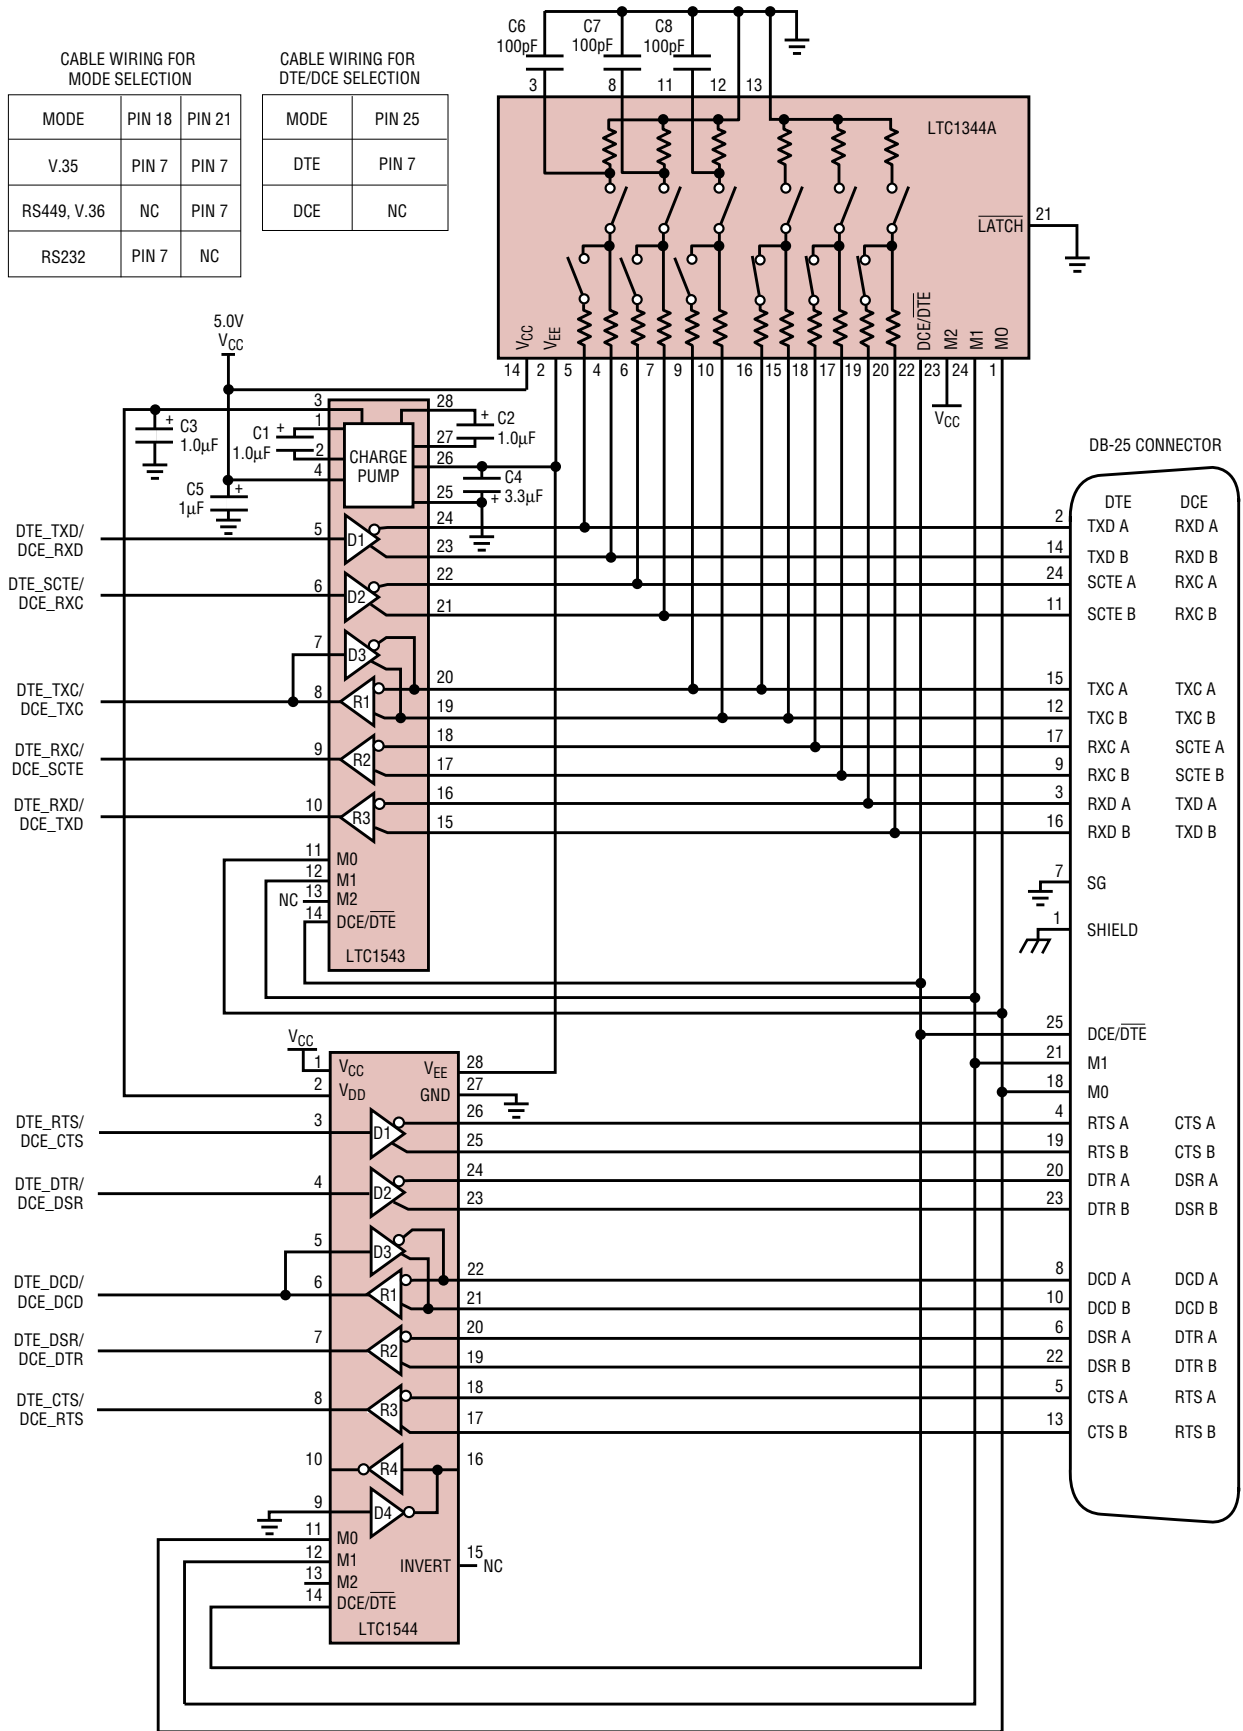 CABLE WIRING FOR
MODE SELECTION
MODE PIN 18 PIN 21
V.35 PIN 7 PIN 7
RS449, V.36 NC PIN 7
RS232 PIN 7 NC
CABLE WIRING FOR
DTE/DCE SELECTION
MODE PIN 25
DTE PIN 7
DCE NC
C6
100pF
C7
100pF
C8
100pF
3 8 11 12 13
LTC1344A
LATCH
21
VCC
VEE
DCE/DTE
M2
M1
M0
14 2 5 4 6 7 9 10 16 15 18 17 19 20 22 23 24 1
VCC
5.0V
VCC
3
1
2
4
28
27
26
25
C3
1.0µF
+
C1
1.0µF
+
C2
1.0µF
+
C4
3.3µF
+
C5
1µF
+
CHARGE
PUMP
DTE_TXD/
DCE_RXD
5 D1 24
23
DTE_SCTE/
DCE_RXC
6 D2 22
21
7 D3
DTE_TXC/
DCE_TXC
8 R1 20
19
DTE_RXC/
DCE_SCTE
9 R2 18
17
DTE_RXD/
DCE_TXD
10 R3 16
15
11 M0
12 M1
NC 13 M2
14 DCE/DTE
LTC1543
DB-25 CONNECTOR
DTE DCE
2 TXD A RXD A
14 TXD B RXD B
24 SCTE A RXC A
11 SCTE B RXC B
15 TXC A TXC A
12 TXC B TXC B
17 RXC A SCTE A
9 RXC B SCTE B
3 RXD A TXD A
16 RXD B TXD B
7 SG
1 SHIELD
25 DCE/DTE
21 M1
18 M0
4 RTS A CTS A
19 RTS B CTS B
20 DTR A DSR A
23 DTR B DSR B
8 DCD A DCD A
10 DCD B DCD B
6 DSR A DTR A
22 DSR B DTR B
5 CTS A RTS A
13 CTS B RTS B
VCC
1 VCC VEE 28
2 VDD GND 27
DTE_RTS/
DCE_CTS
3 D1 26
25
DTE_DTR/
DCE_DSR
4 D2 24
23
5 D3
DTE_DCD/
DCE_DCD
6 R1 22
21
DTE_DSR/
DCE_DTR
7 R2 20
19
DTE_CTS/
DCE_RTS
8 R3 18
17
10 R4 16
9 D4
11 M0
12 M1
13 M2
14 DCE/DTE
INVERT 15 NC
LTC1544